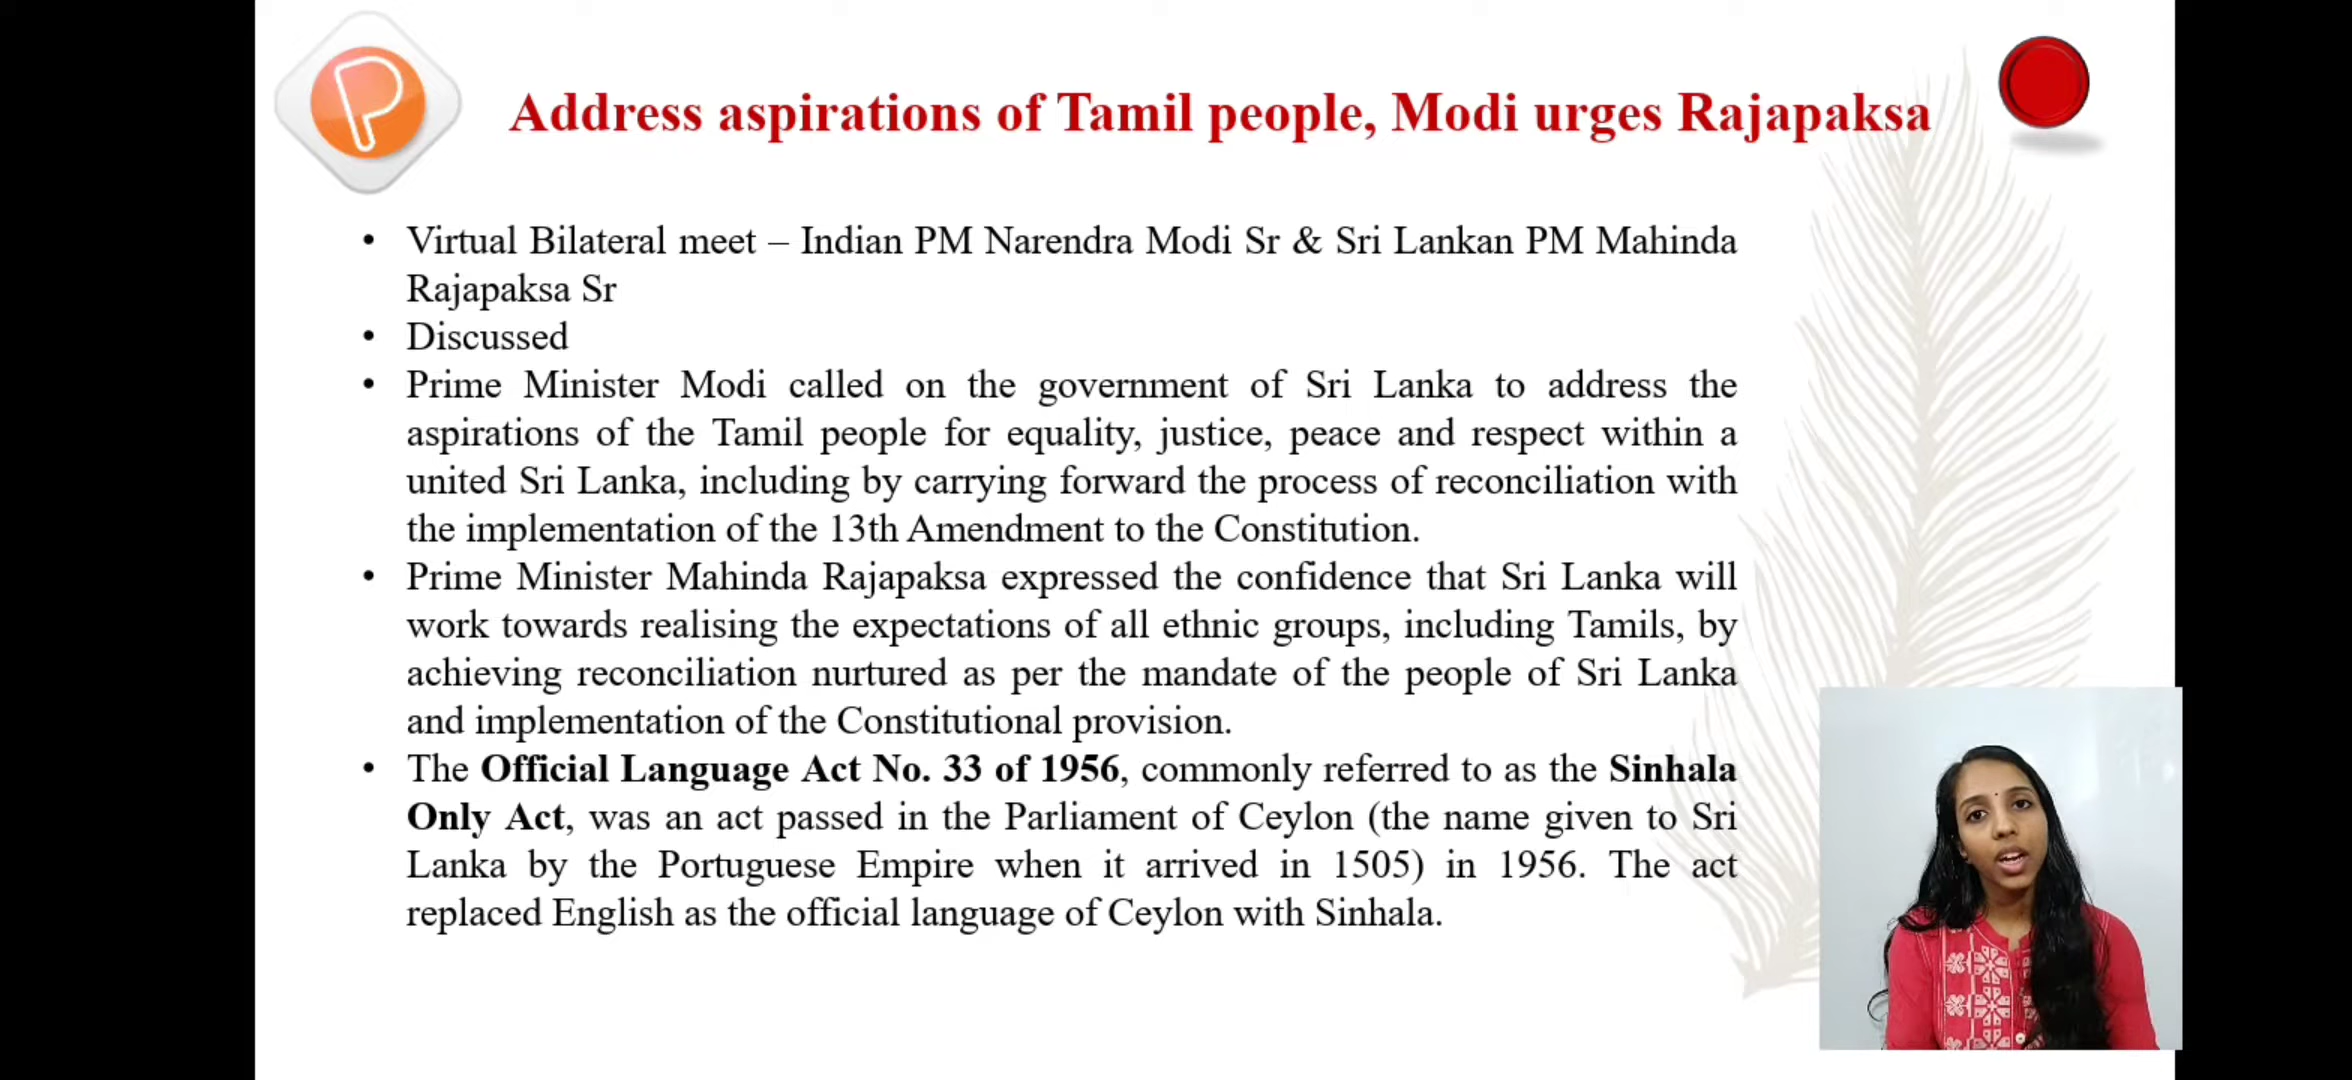 Address aspirations of Tamil people, Modi urges Rajapaksa
• Virtual Bilateral meet – Indian PM Narendra Modi Sr & Sri Lankan PM Mahinda
Rajapaksa Sr
• Discussed
• Prime Minister Modi called on the government of Sri Lanka to address the
aspirations of the Tamil people for equality, justice, peace and respect within a
united Sri Lanka, including by carrying forward the process of reconciliation with
the implementation of the 13th Amendment to the Constitution.
• Prime Minister Mahinda Rajapaksa expressed the confidence that Sri Lanka will
work towards realising the expectations of all ethnic groups, including Tamils, by
achieving reconciliation nurtured as per the mandate of the people of Sri Lanka
and implementation of the Constitutional provision.
• The Official Language Act No. 33 of 1956, commonly referred to as the Sinhala
Only Act, was an act passed in the Parliament of Ceylon (the name given to Sri
Lanka by the Portuguese Empire when it arrived in 1505) in 1956. The act
replaced English as the official language of Ceylon with Sinhala.